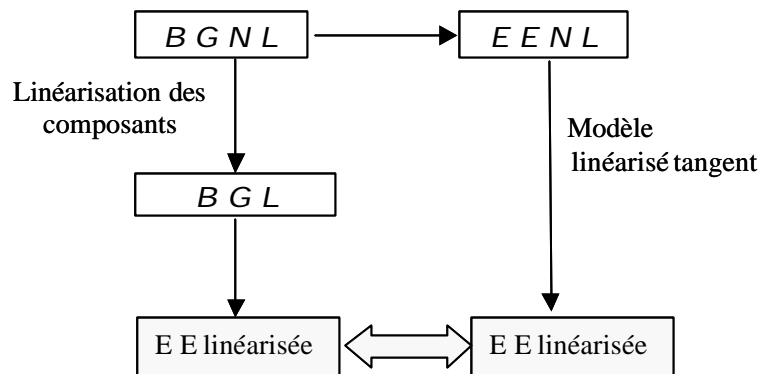 B G N L
E E N L
Linéarisation des
composants
Modèle
linéarisé tangent
B G L
E E linéarisée
E E linéarisée